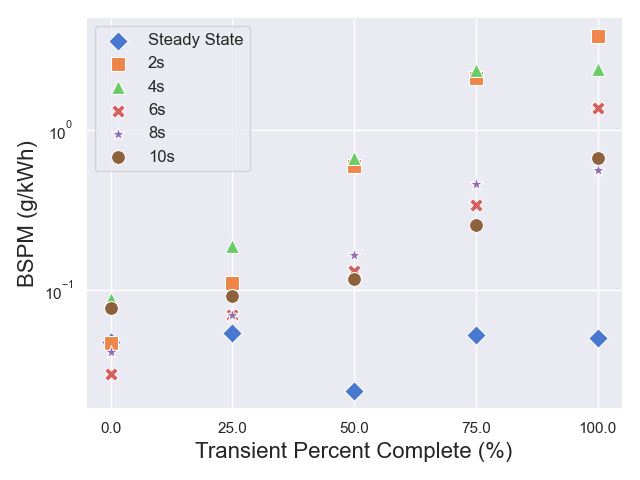 Steady State
2s
4s
6s
8s
10s
10⁰
10⁻¹
BSPM (g/kWh)
0.0 25.0 50.0 75.0 100.0
Transient Percent Complete (%)